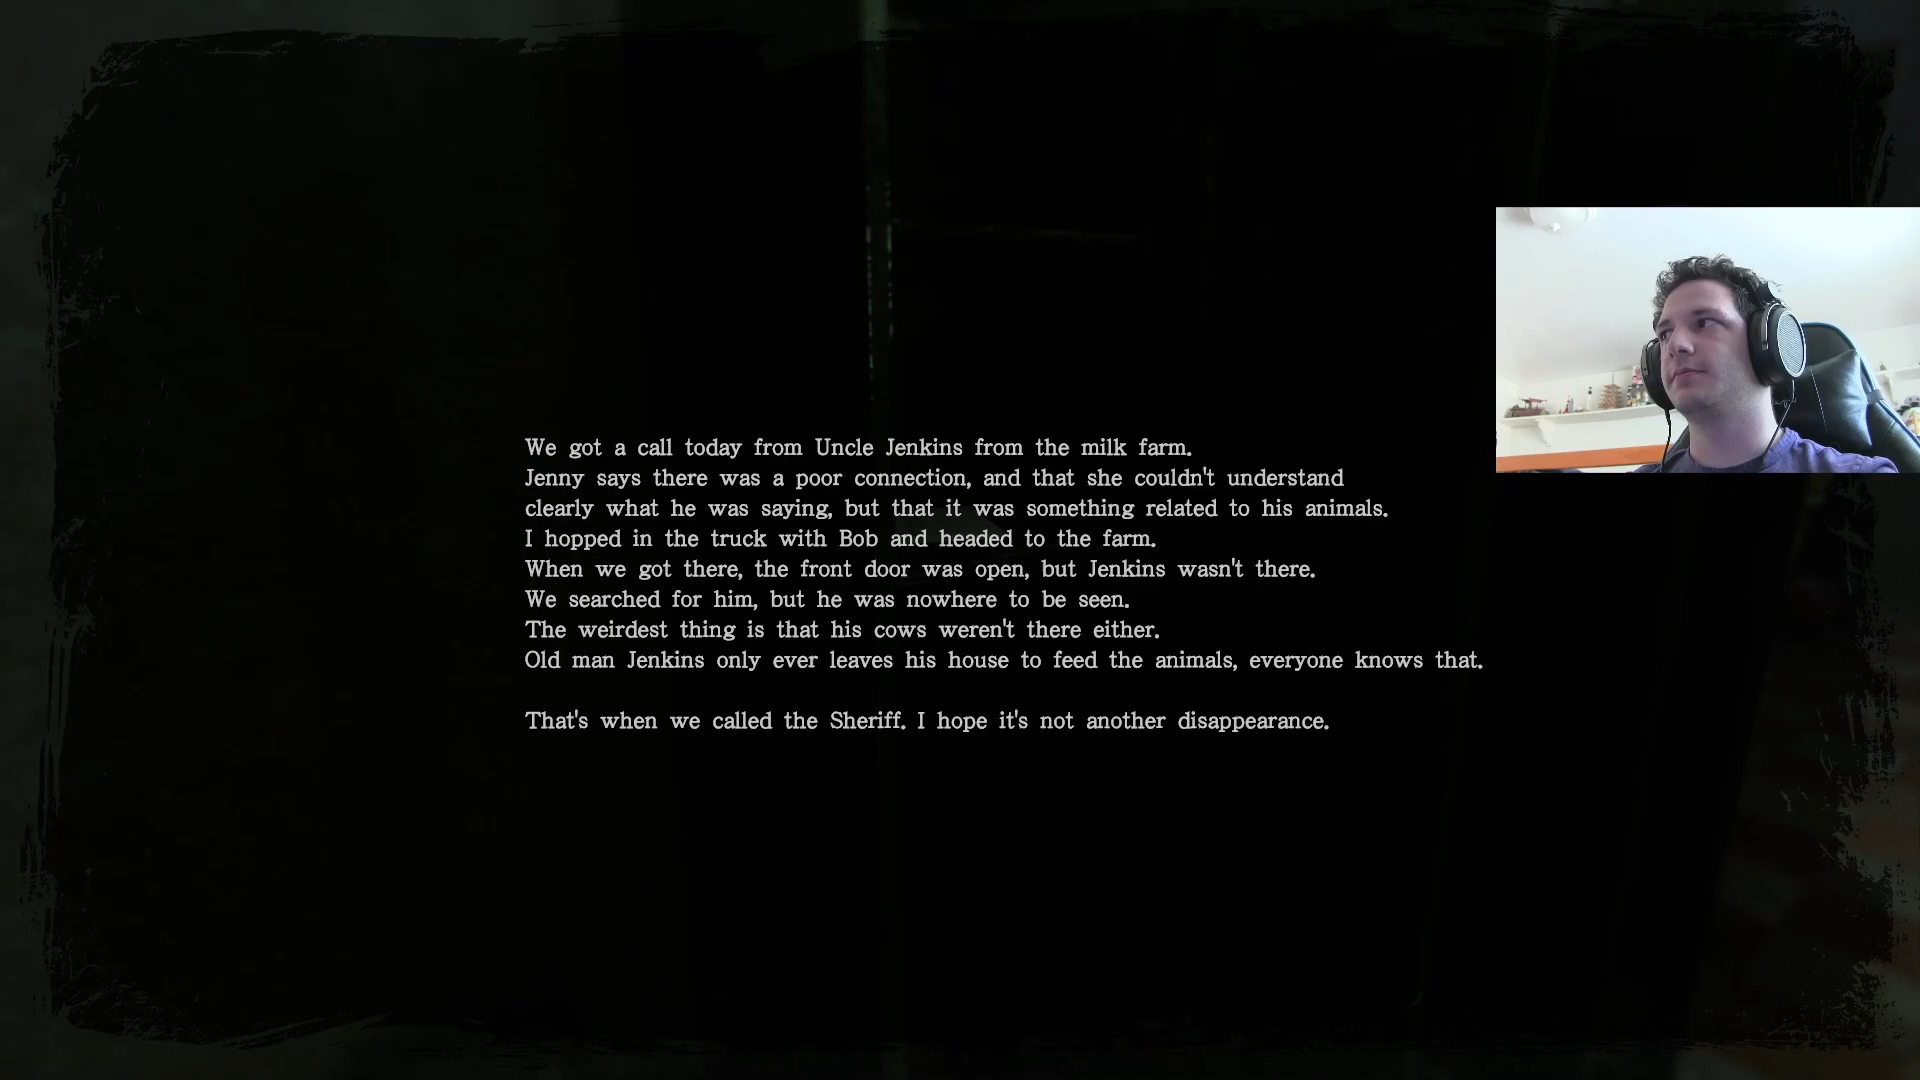 We got a call today from Uncle Jenkins from the milk farm.
Jenny says there was a poor connection, and that she couldn't understand
clearly what he was saying, but that it was something related to his animals.
I hopped in the truck with Bob and headed to the farm.
When we got there, the front door was open, but Jenkins wasn't there.
We searched for him, but he was nowhere to be seen.
The weirdest thing is that his cows weren't there either.
Old man Jenkins only ever leaves his house to feed the animals, everyone knows that.
That's when we called the Sheriff. I hope it's not another disappearance.